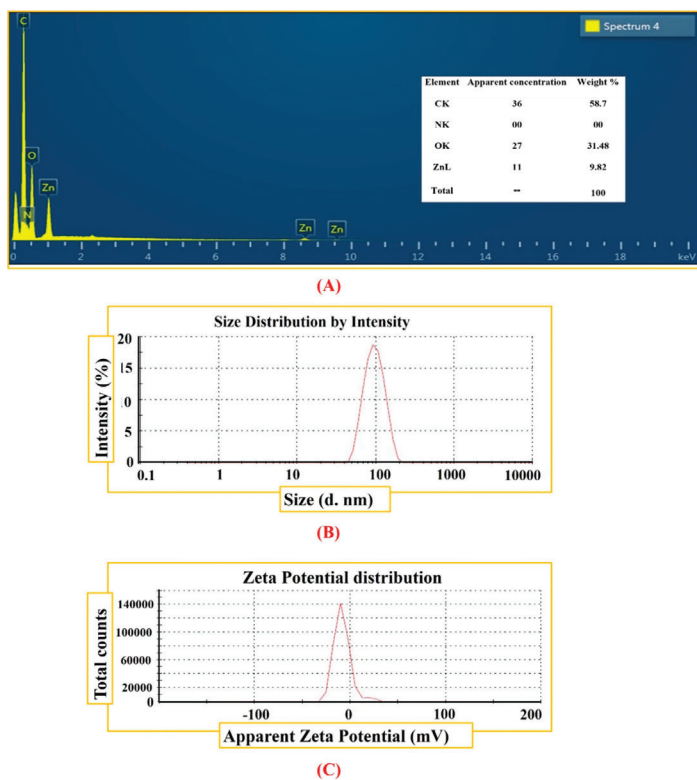 C
Spectrum 4
O
Zn
N
Zn
Zn
Element Apparent concentration Weight %
CK 36 58.7
NK 00 00
OK 27 31.48
ZnL 11 9.82
Total -- 100
0 2 4 6 8 10 12 14 16 18 keV
(A)
Size Distribution by Intensity
Intensity (%)
20
15
10
5
0
0.1 1 10 100 1000 10000
Size (d. nm)
(B)
Zeta Potential distribution
Total counts
140000
100000
60000
20000
0
-100 0 100 200
Apparent Zeta Potential (mV)
(C)